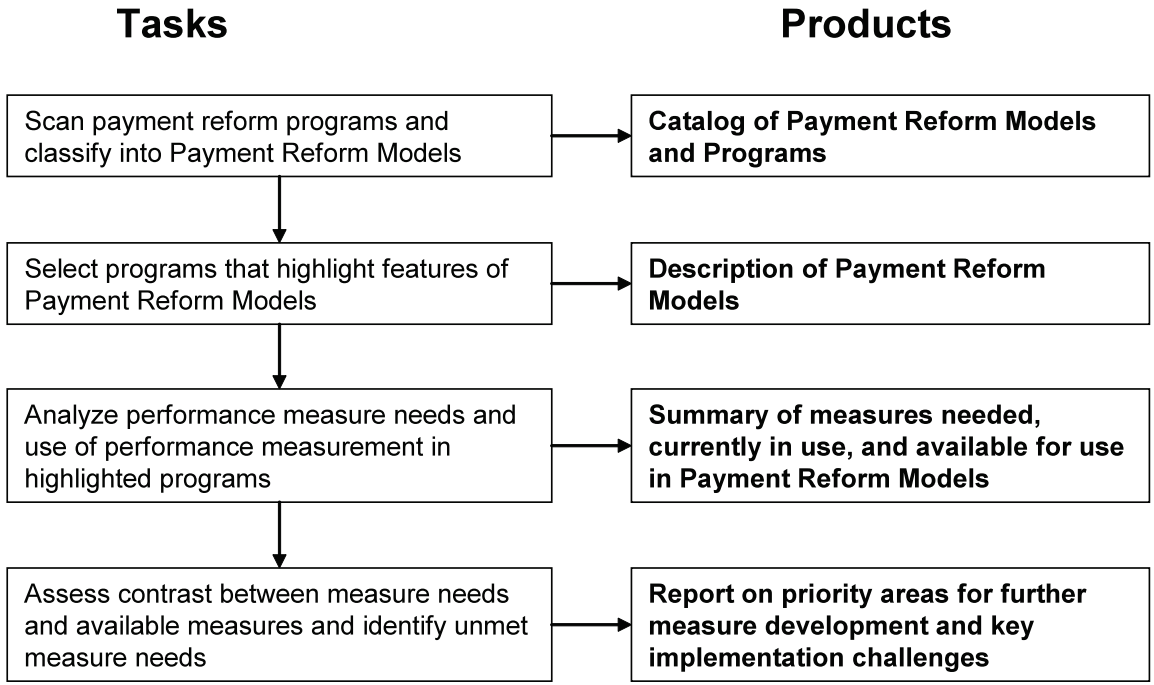 Tasks
Products
Scan payment reform programs and
classify into Payment Reform Models
Catalog of Payment Reform Models
and Programs
Select programs that highlight features of
Payment Reform Models
Description of Payment Reform
Models
Analyze performance measure needs and
use of performance measurement in
highlighted programs
Summary of measures needed,
currently in use, and available for use
in Payment Reform Models
Assess contrast between measure needs
and available measures and identify unmet
measure needs
Report on priority areas for further
measure development and key
implementation challenges